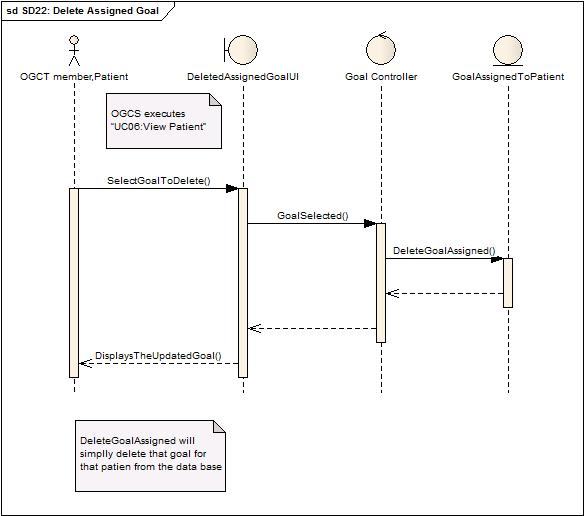 sd SD22: Delete Assigned Goal
OGCT member,Patient
DeletedAssignedGoalUI
Goal Controller
GoalAssignedToPatient
OGCS executes
"UC06:View Patient"
SelectGoalToDelete()
GoalSelected()
DeleteGoalAssigned()
DisplaysTheUpdatedGoal()
DeleteGoalAssigned will
simplly delete that goal for
that patien from the data base